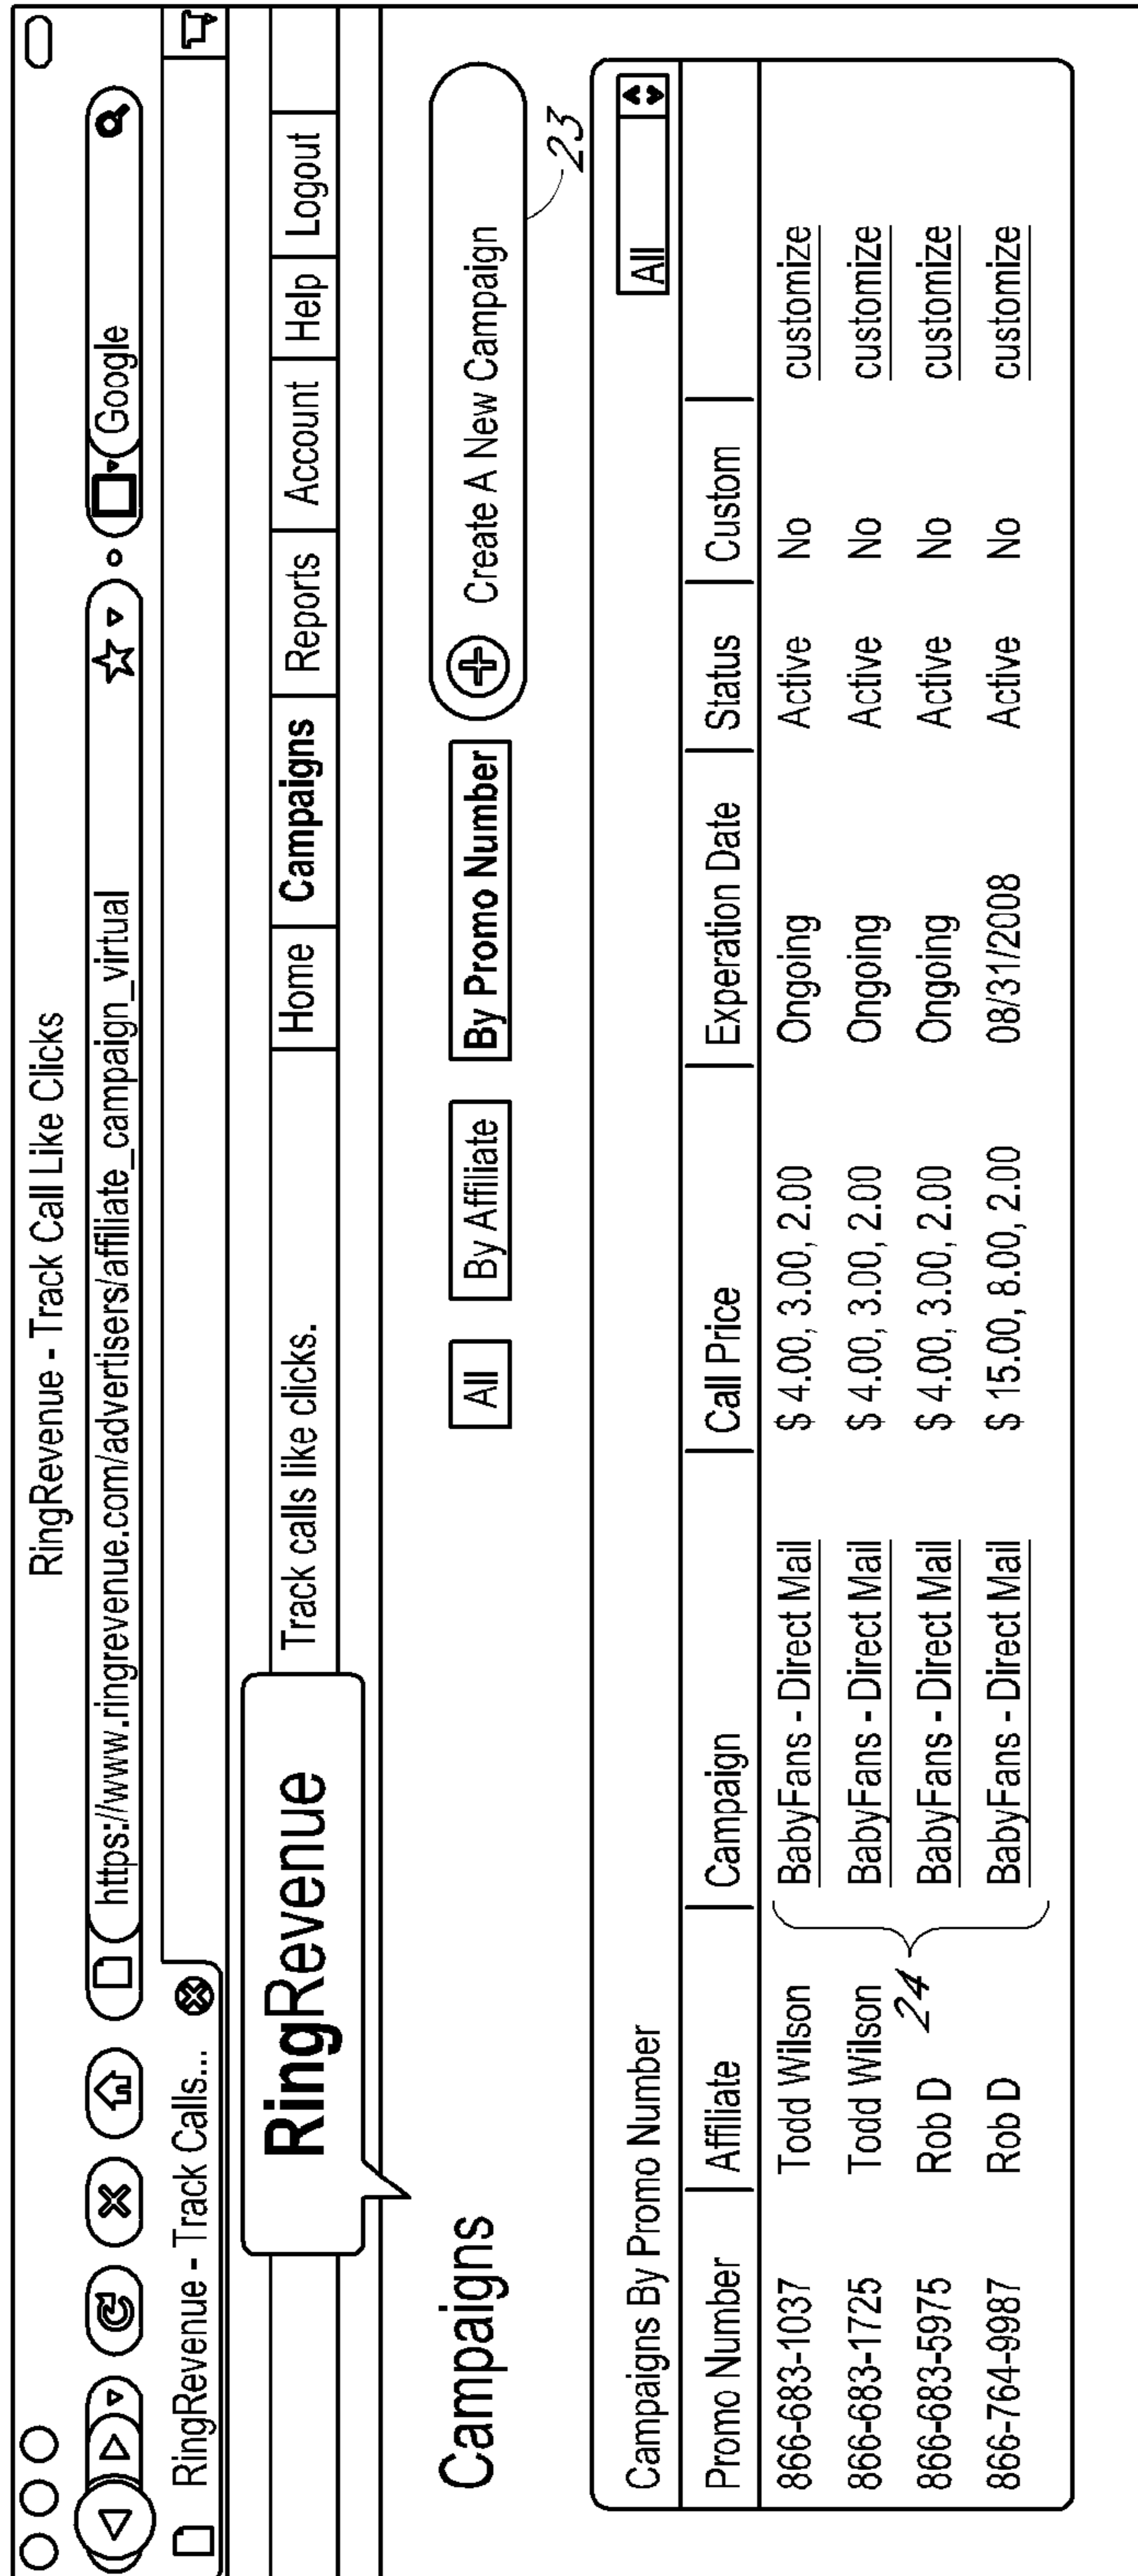 RingRevenue - Track Call Like Clicks
https://www.ringrevenue.com/advertisers/affiliate_campaign_virtual Google
RingRevenue - Track Calls...
RingRevenue Track calls like clicks. Home Campaigns Reports Account Help Logout
Campaigns All By Affiliate By Promo Number Create A New Campaign
23
Campaigns By Promo Number All
Promo Number Affiliate Campaign Call Price Experation Date Status Custom
866-683-1037 Todd Wilson BabyFans - Direct Mail $ 4.00, 3.00, 2.00 Ongoing Active No customize
866-683-1725 Todd Wilson BabyFans - Direct Mail $ 4.00, 3.00, 2.00 Ongoing Active No customize
24
866-683-5975 Rob D BabyFans - Direct Mail $ 4.00, 3.00, 2.00 Ongoing Active No customize
866-764-9987 Rob D BabyFans - Direct Mail $ 15.00, 8.00, 2.00 08/31/2008 Active No customize